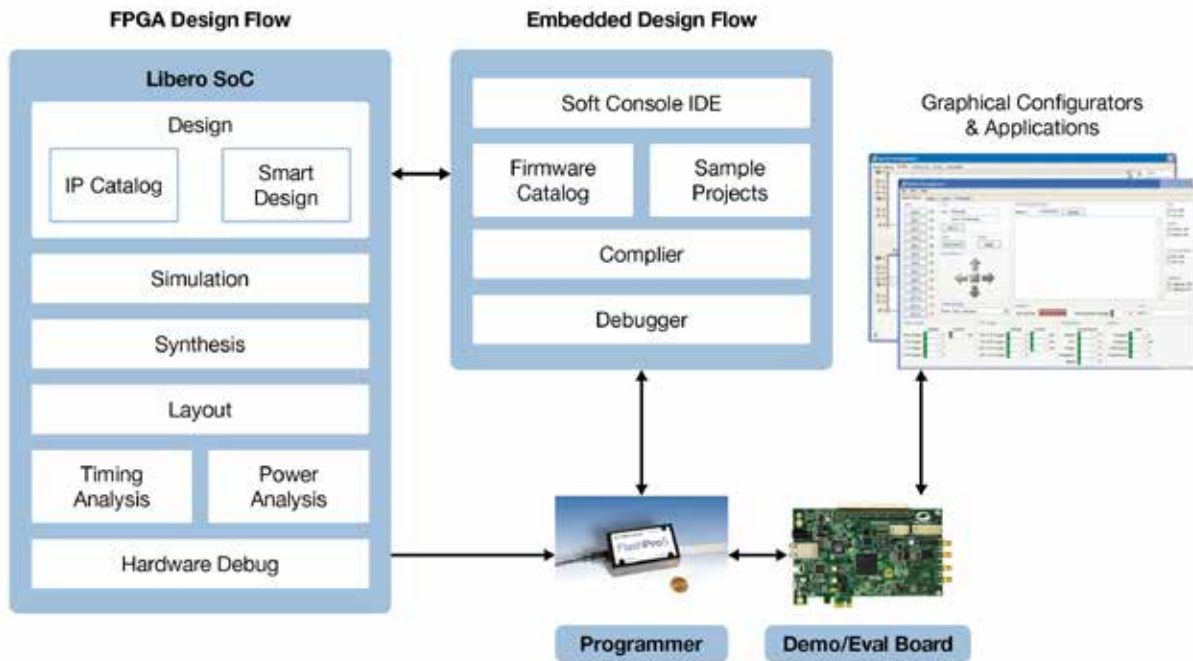 FPGA Design Flow
Libero SoC
Design
IP Catalog
Smart
Design
Simulation
Synthesis
Layout
Timing
Analysis
Power
Analysis
Hardware Debug
Embedded Design Flow
Soft Console IDE
Firmware
Catalog
Sample
Projects
Complier
Debugger
Graphical Configurators
& Applications
FlashPro5
Programmer
Demo/Eval Board